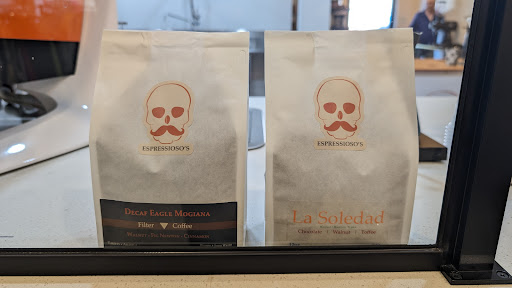 ESPRESSIOSO'S
DECAF EAGLE MOGIANA
Filter Coffee
ESPRESSIOSO'S
La Soledad
Chocolate | Walnut | Toffee